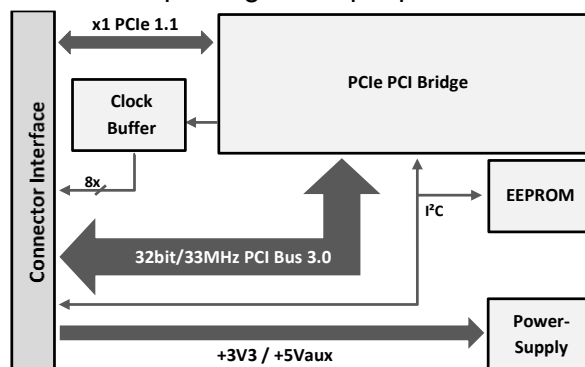 x1 PCIe 1.1
PCIe PCI Bridge
Clock
Buffer
Connector Interface
8x
EEPROM
I²C
32bit/33MHz PCI Bus 3.0
Power-
Supply
+3V3 / +5Vaux